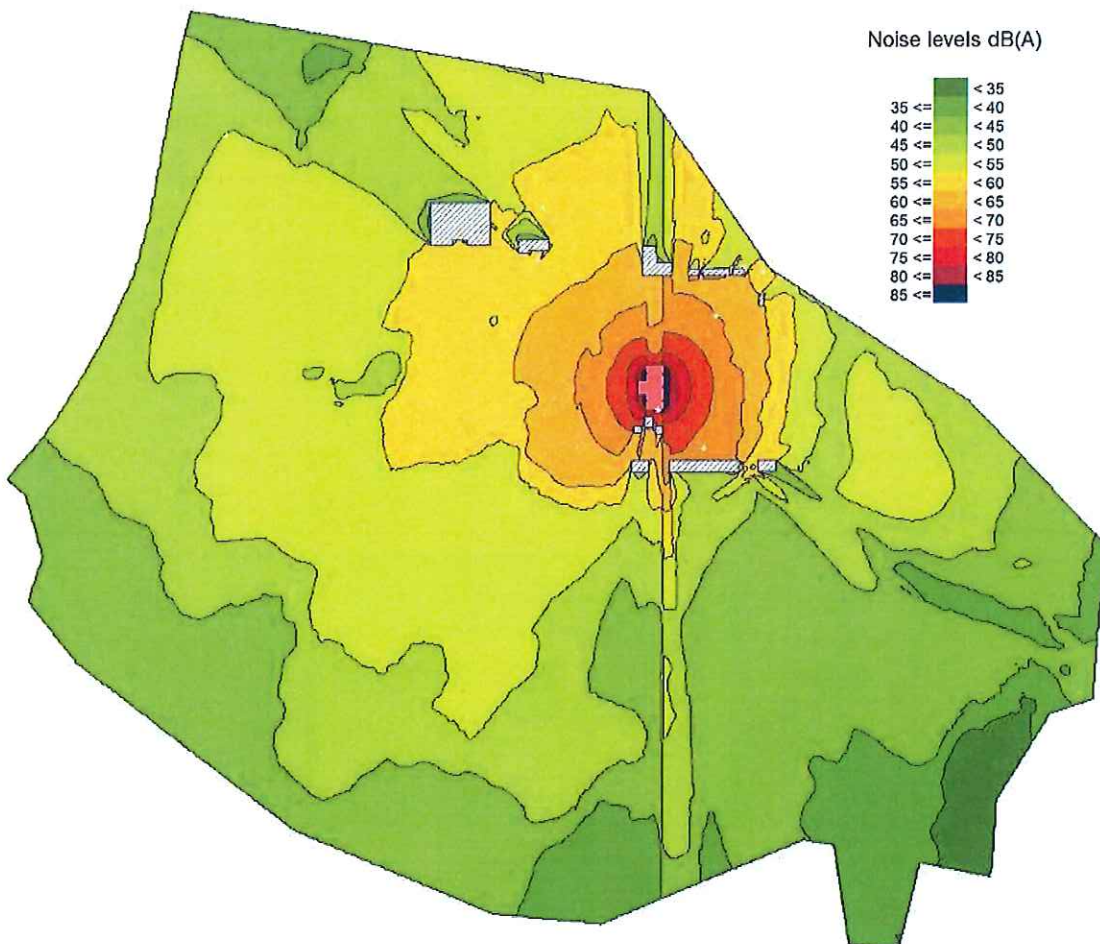 Noise levels dB(A)
< 35
35 <= < 40
40 <= < 45
45 <= < 50
50 <= < 55
55 <= < 60
60 <= < 65
65 <= < 70
70 <= < 75
75 <= < 80
80 <= < 85
85 <=